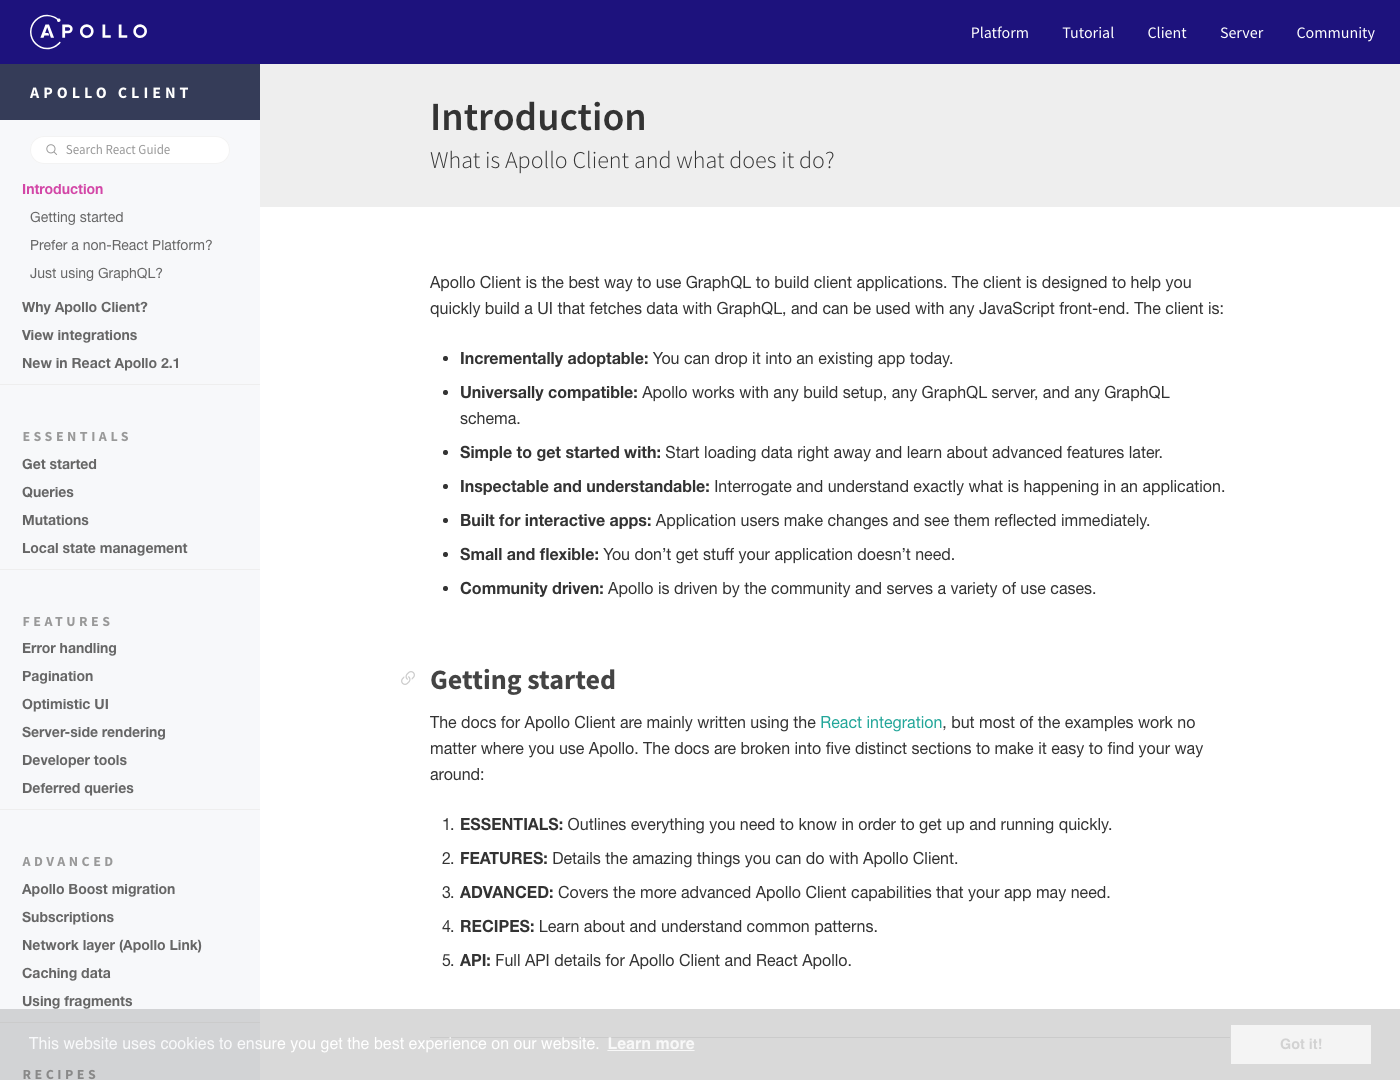 APOLLO
Platform
Tutorial
Client
Server
Community
APOLLO CLIENT
Search React Guide
Introduction
Getting started
Prefer a non-React Platform?
Just using GraphQL?
Why Apollo Client?
View integrations
New in React Apollo 2.1
ESSENTIALS
Get started
Queries
Mutations
Local state management
FEATURES
Error handling
Pagination
Optimistic UI
Server-side rendering
Developer tools
Deferred queries
ADVANCED
Apollo Boost migration
Subscriptions
Network layer (Apollo Link)
Caching data
Using fragments
RECIPES
Introduction
What is Apollo Client and what does it do?
Apollo Client is the best way to use GraphQL to build client applications. The client is designed to help you
quickly build a UI that fetches data with GraphQL, and can be used with any JavaScript front-end. The client is:
• Incrementally adoptable: You can drop it into an existing app today.
• Universally compatible: Apollo works with any build setup, any GraphQL server, and any GraphQL
schema.
• Simple to get started with: Start loading data right away and learn about advanced features later.
• Inspectable and understandable: Interrogate and understand exactly what is happening in an application.
• Built for interactive apps: Application users make changes and see them reflected immediately.
• Small and flexible: You don’t get stuff your application doesn’t need.
• Community driven: Apollo is driven by the community and serves a variety of use cases.
Getting started
The docs for Apollo Client are mainly written using the React integration, but most of the examples work no
matter where you use Apollo. The docs are broken into five distinct sections to make it easy to find your way
around:
1. ESSENTIALS: Outlines everything you need to know in order to get up and running quickly.
2. FEATURES: Details the amazing things you can do with Apollo Client.
3. ADVANCED: Covers the more advanced Apollo Client capabilities that your app may need.
4. RECIPES: Learn about and understand common patterns.
5. API: Full API details for Apollo Client and React Apollo.
This website uses cookies to ensure you get the best experience on our website. Learn more
Got it!